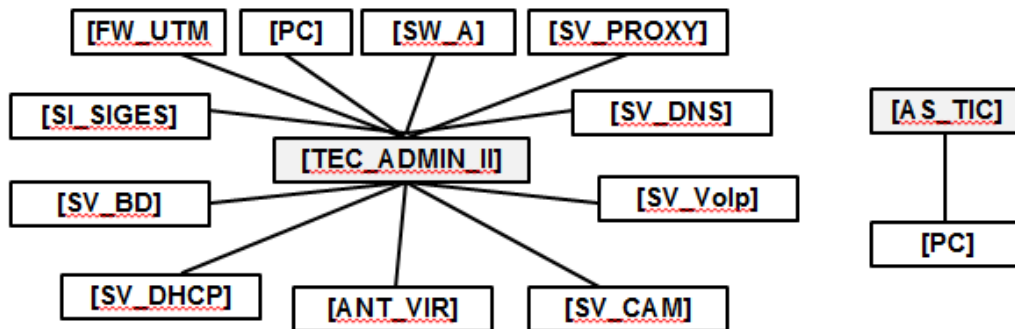 [FW_UTM
[PC]
[SW_A]
[SV_PROXY]
[SI_SIGES]
[SV_DNS]
[AS_TIC]
[TEC_ADMIN_II]
[SV_BD]
[SV_VoIp]
[PC]
[SV_DHCP]
[ANT_VIR]
[SV_CAM]